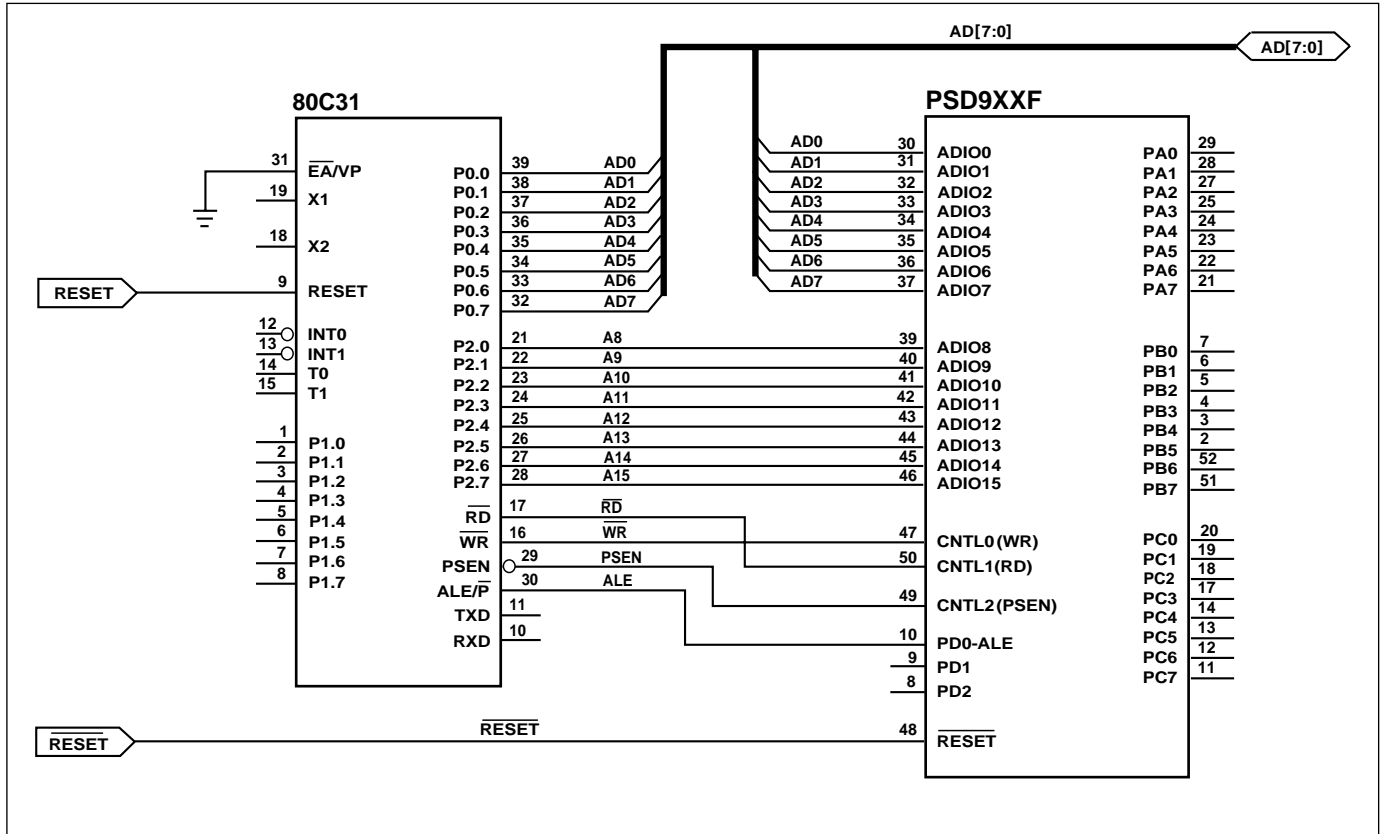 AD[7:0]
AD[7:0]
80C31
PSD9XXF
31 EA/VP
19 X1
18 X2
9 RESET
RESET
12 INT0
13 INT1
14 T0
15 T1
1 P1.0
2 P1.1
3 P1.2
4 P1.3
5 P1.4
6 P1.5
7 P1.6
8 P1.7
P0.0 39 AD0
P0.1 38 AD1
P0.2 37 AD2
P0.3 36 AD3
P0.4 35 AD4
P0.5 34 AD5
P0.6 33 AD6
P0.7 32 AD7
P2.0 21 A8
P2.1 22 A9
P2.2 23 A10
P2.3 24 A11
P2.4 25 A12
P2.5 26 A13
P2.6 27 A14
P2.7 28 A15
RD 17 RD
WR 16 WR
PSEN 29 PSEN
ALE/P 30 ALE
TXD 11
RXD 10
AD0 30 ADIO0
AD1 31 ADIO1
AD2 32 ADIO2
AD3 33 ADIO3
AD4 34 ADIO4
AD5 35 ADIO5
AD6 36 ADIO6
AD7 37 ADIO7
39 ADIO8
40 ADIO9
41 ADIO10
42 ADIO11
43 ADIO12
44 ADIO13
45 ADIO14
46 ADIO15
47 CNTL0(WR)
50 CNTL1(RD)
49 CNTL2(PSEN)
10 PD0-ALE
9 PD1
8 PD2
48 RESET
PA0 29
PA1 28
PA2 27
PA3 25
PA4 24
PA5 23
PA6 22
PA7 21
PB0 7
PB1 6
PB2 5
PB3 4
PB4 3
PB5 2
PB6 52
PB7 51
PC0 20
PC1 19
PC2 18
PC3 17
PC4 14
PC5 13
PC6 12
PC7 11
RESET
RESET